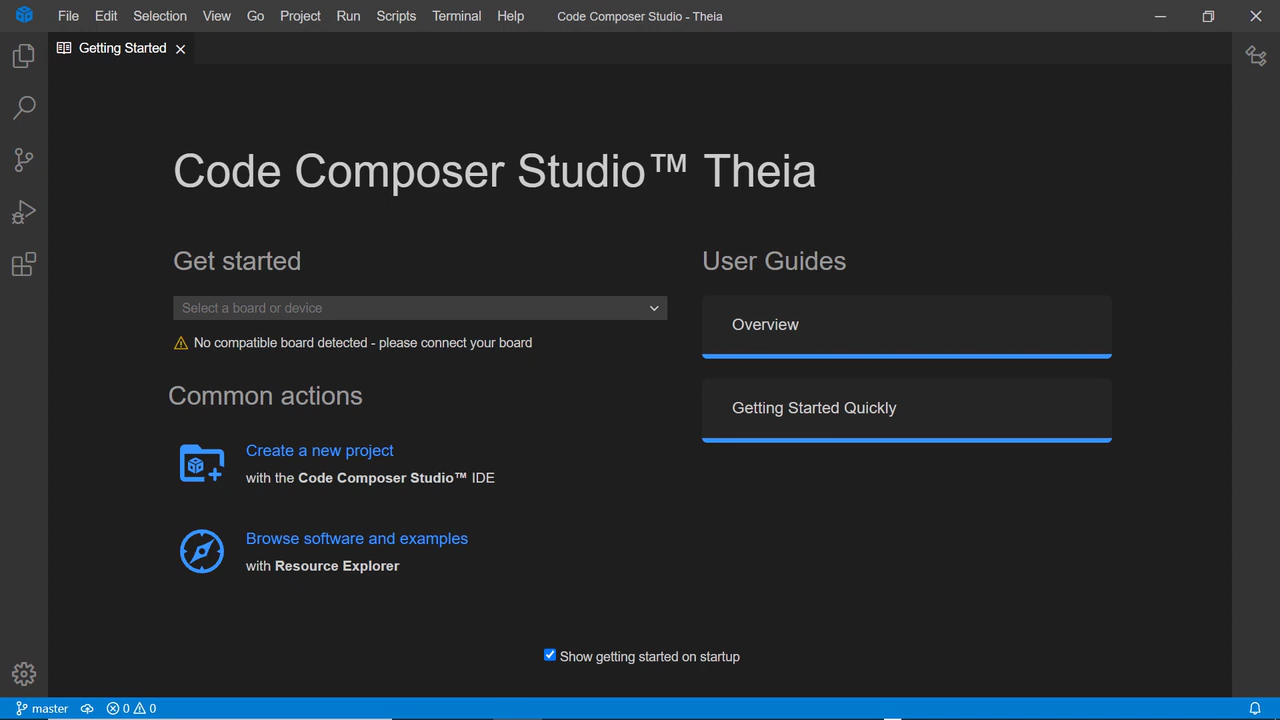 File Edit Selection View Go Project Run Scripts Terminal Help Code Composer Studio - Theia
Getting Started
Code Composer Studio™ Theia
Get started
Select a board or device
No compatible board detected - please connect your board
Common actions
Create a new project
with the Code Composer Studio™ IDE
Browse software and examples
with Resource Explorer
User Guides
Overview
Getting Started Quickly
Show getting started on startup
master 0 0